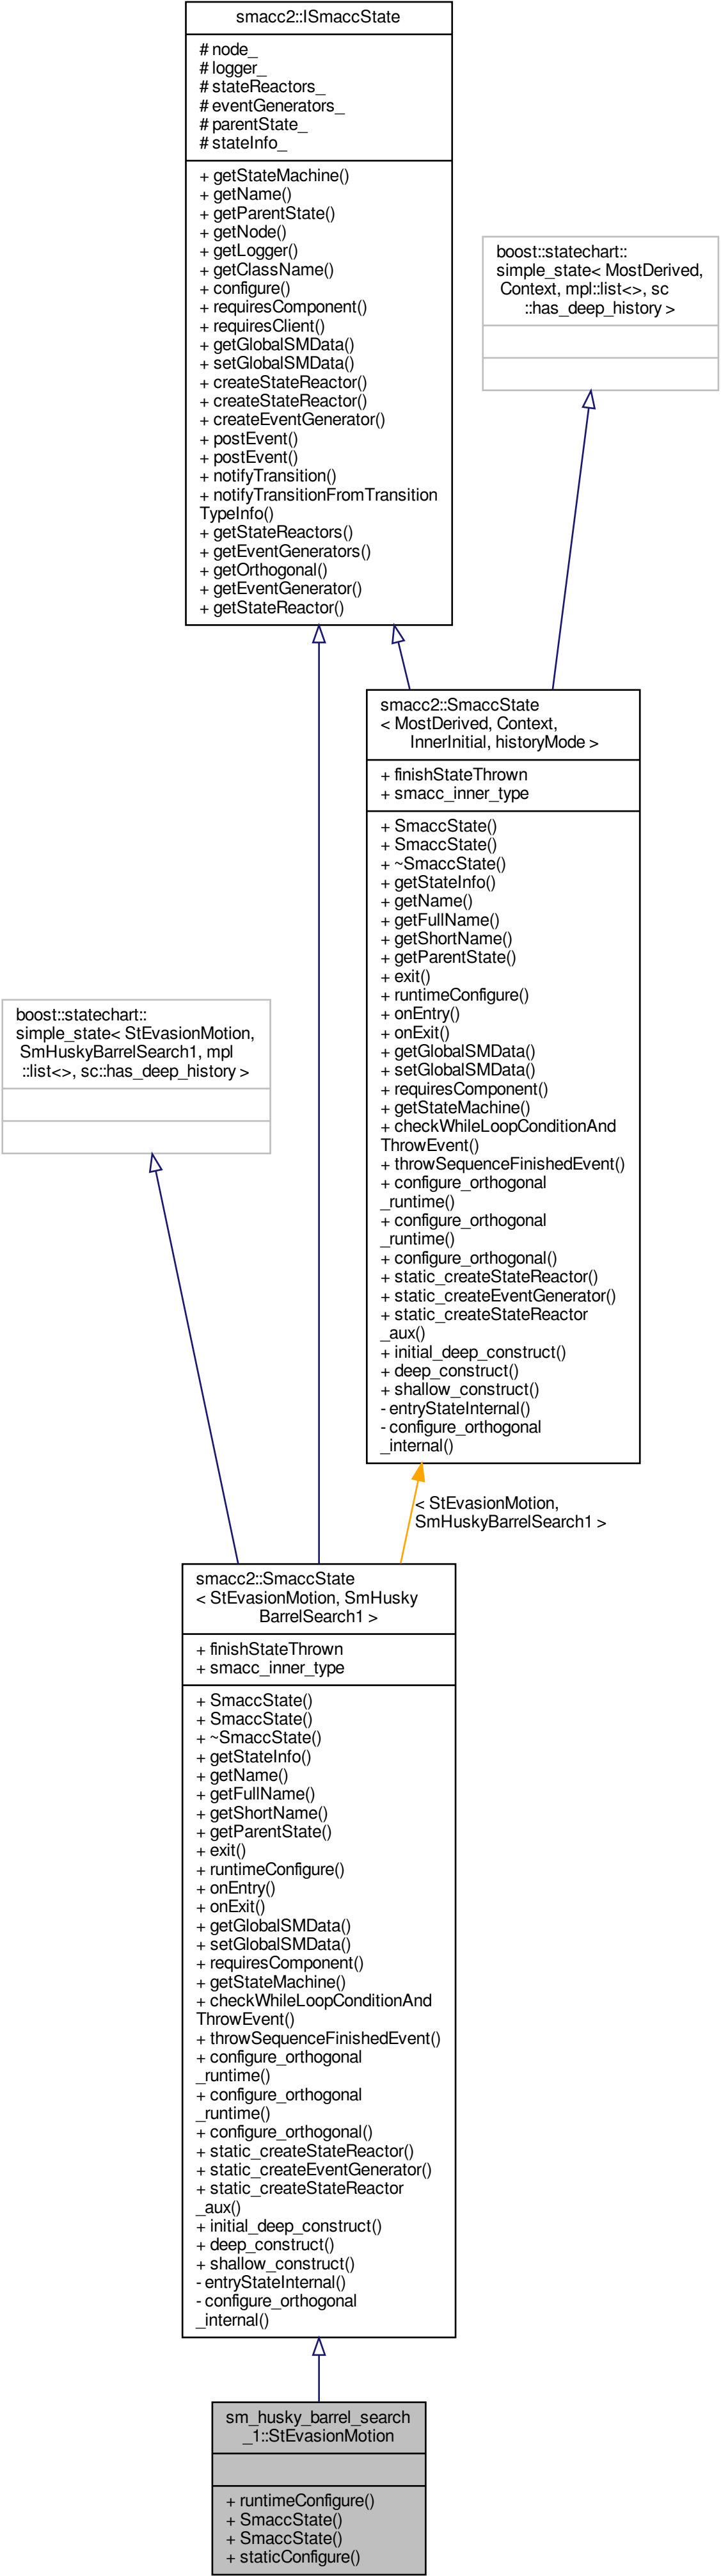 smacc2::ISmaccState
# node_
# logger_
# stateReactors_
# eventGenerators_
# parentState_
# stateInfo_
+ getStateMachine()
+ getName()
+ getParentState()
+ getNode()
+ getLogger()
+ getClassName()
+ configure()
+ requiresComponent()
+ requiresClient()
+ getGlobalSMData()
+ setGlobalSMData()
+ createStateReactor()
+ createStateReactor()
+ createEventGenerator()
+ postEvent()
+ postEvent()
+ notifyTransition()
+ notifyTransitionFromTransition
TypeInfo()
+ getStateReactors()
+ getEventGenerators()
+ getOrthogonal()
+ getEventGenerator()
+ getStateReactor()
boost::statechart::
simple_state< MostDerived,
Context, mpl::list<>, sc
::has_deep_history >
smacc2::SmaccState
< MostDerived, Context,
InnerInitial, historyMode >
+ finishStateThrown
+ smacc_inner_type
+ SmaccState()
+ SmaccState()
+ ~SmaccState()
+ getStateInfo()
+ getName()
+ getFullName()
+ getShortName()
+ getParentState()
+ exit()
+ runtimeConfigure()
+ onEntry()
+ onExit()
+ getGlobalSMData()
+ setGlobalSMData()
+ requiresComponent()
+ getStateMachine()
+ checkWhileLoopConditionAnd
ThrowEvent()
+ throwSequenceFinishedEvent()
+ configure_orthogonal
_runtime()
+ configure_orthogonal
_runtime()
+ configure_orthogonal()
+ static_createStateReactor()
+ static_createEventGenerator()
+ static_createStateReactor
_aux()
+ initial_deep_construct()
+ deep_construct()
+ shallow_construct()
- entryStateInternal()
- configure_orthogonal
_internal()
boost::statechart::
simple_state< StEvasionMotion,
SmHuskyBarrelSearch1, mpl
::list<>, sc::has_deep_history >
< StEvasionMotion,
SmHuskyBarrelSearch1 >
smacc2::SmaccState
< StEvasionMotion, SmHusky
BarrelSearch1 >
+ finishStateThrown
+ smacc_inner_type
+ SmaccState()
+ SmaccState()
+ ~SmaccState()
+ getStateInfo()
+ getName()
+ getFullName()
+ getShortName()
+ getParentState()
+ exit()
+ runtimeConfigure()
+ onEntry()
+ onExit()
+ getGlobalSMData()
+ setGlobalSMData()
+ requiresComponent()
+ getStateMachine()
+ checkWhileLoopConditionAnd
ThrowEvent()
+ throwSequenceFinishedEvent()
+ configure_orthogonal
_runtime()
+ configure_orthogonal
_runtime()
+ configure_orthogonal()
+ static_createStateReactor()
+ static_createEventGenerator()
+ static_createStateReactor
_aux()
+ initial_deep_construct()
+ deep_construct()
+ shallow_construct()
- entryStateInternal()
- configure_orthogonal
_internal()
sm_husky_barrel_search
_1::StEvasionMotion
+ runtimeConfigure()
+ SmaccState()
+ SmaccState()
+ staticConfigure()